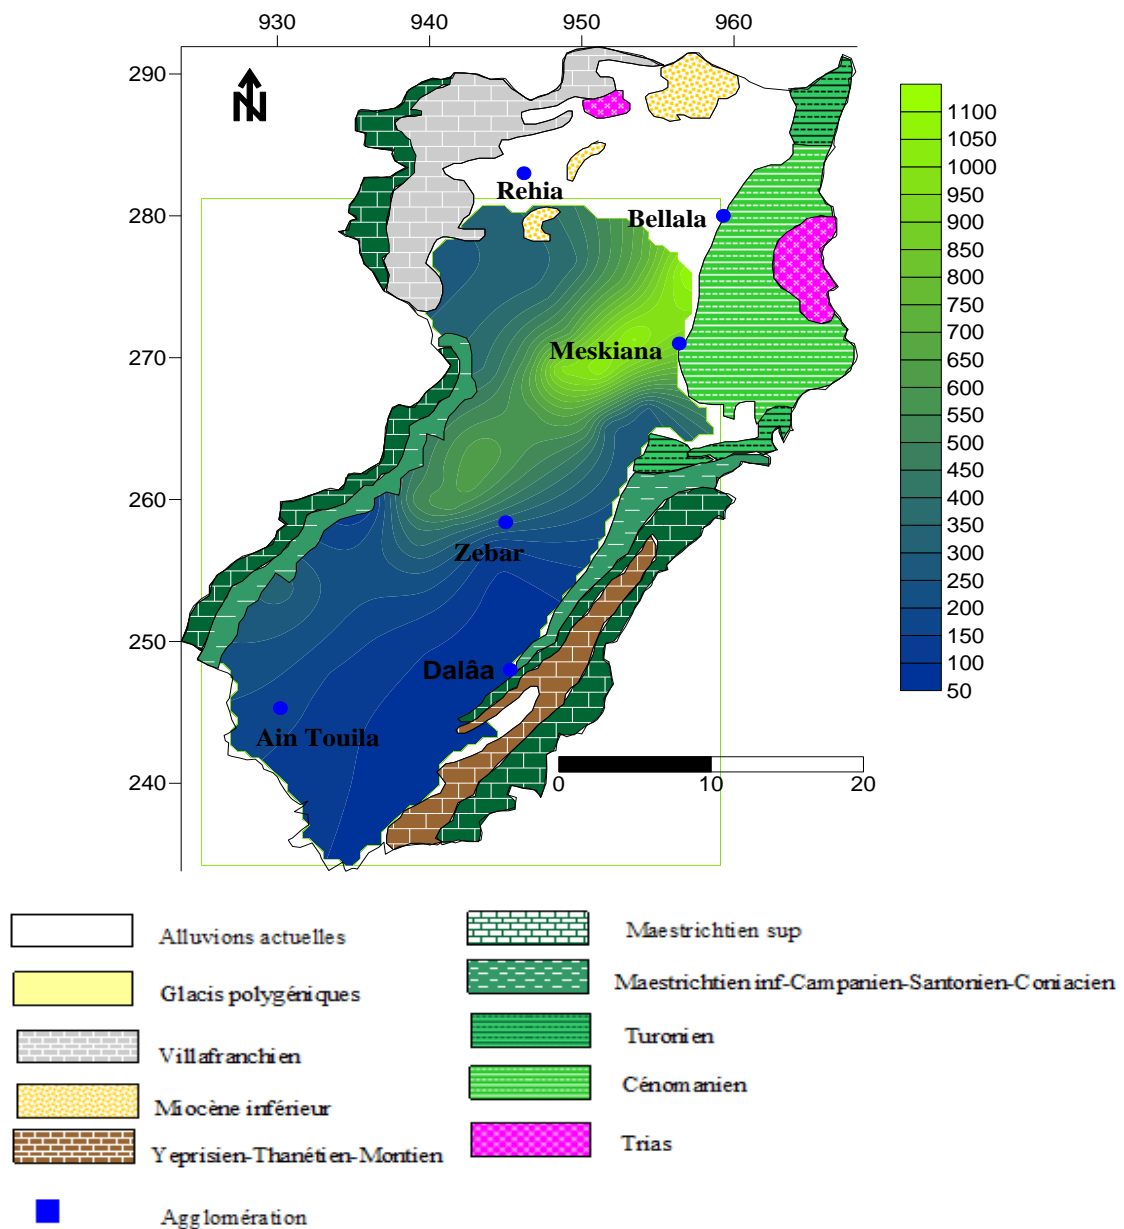 930 940 950 960
290
280
270
260
250
240
N
Rehia
Bellala
Meskiana
Zebar
Dalâa
Ain Touila
0 10 20
1100
1050
1000
950
900
850
800
750
700
650
600
550
500
450
400
350
300
250
200
150
100
50
Alluvions actuelles
Glacis polygéniques
Villafranchien
Miocène inférieur
Yeprisien-Thanétien-Montien
Agglomération
Maestrichtien sup
Maestrichtien inf-Campanien-Santonien-Coniacien
Turonien
Cénomanien
Trias